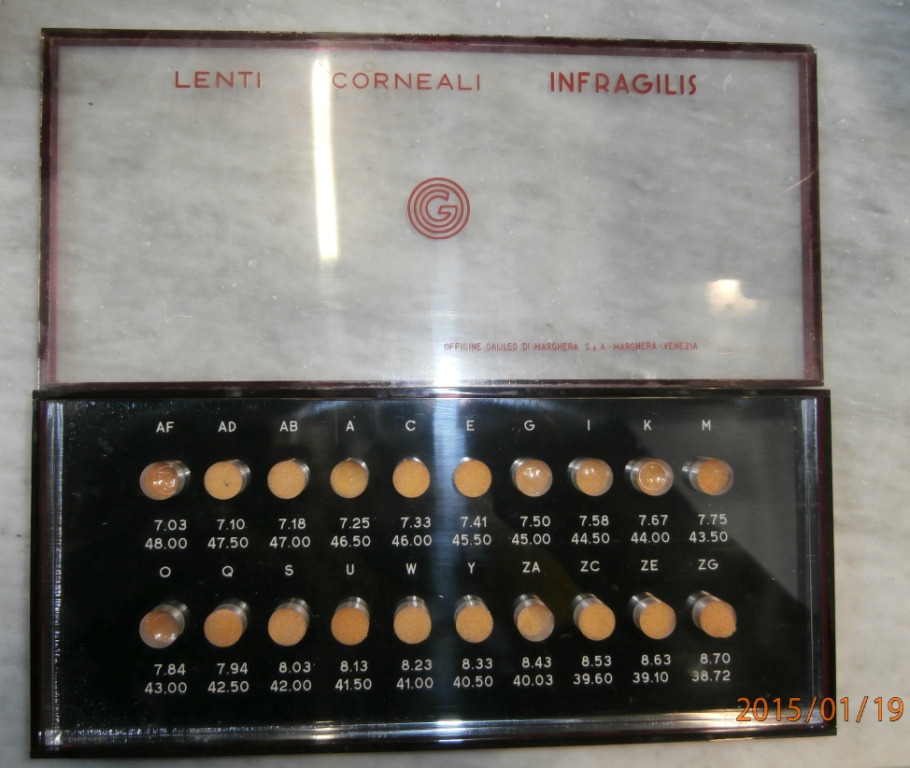 LENTI CORNEALI INFRAGILIS
G
OFFICINE GALILEO DI MARGHERA S.p.A. - MARGHERA - VENEZIA
AF AD AB A C E G I K M
7.03 7.10 7.18 7.25 7.33 7.41 7.50 7.58 7.67 7.75
48.00 47.50 47.00 46.50 46.00 45.50 45.00 44.50 44.00 43.50
O Q S U W Y ZA ZC ZE ZG
7.84 7.94 8.03 8.13 8.23 8.33 8.43 8.53 8.63 8.70
43.00 42.50 42.00 41.50 41.00 40.50 40.03 39.60 39.10 38.72
2015/01/19